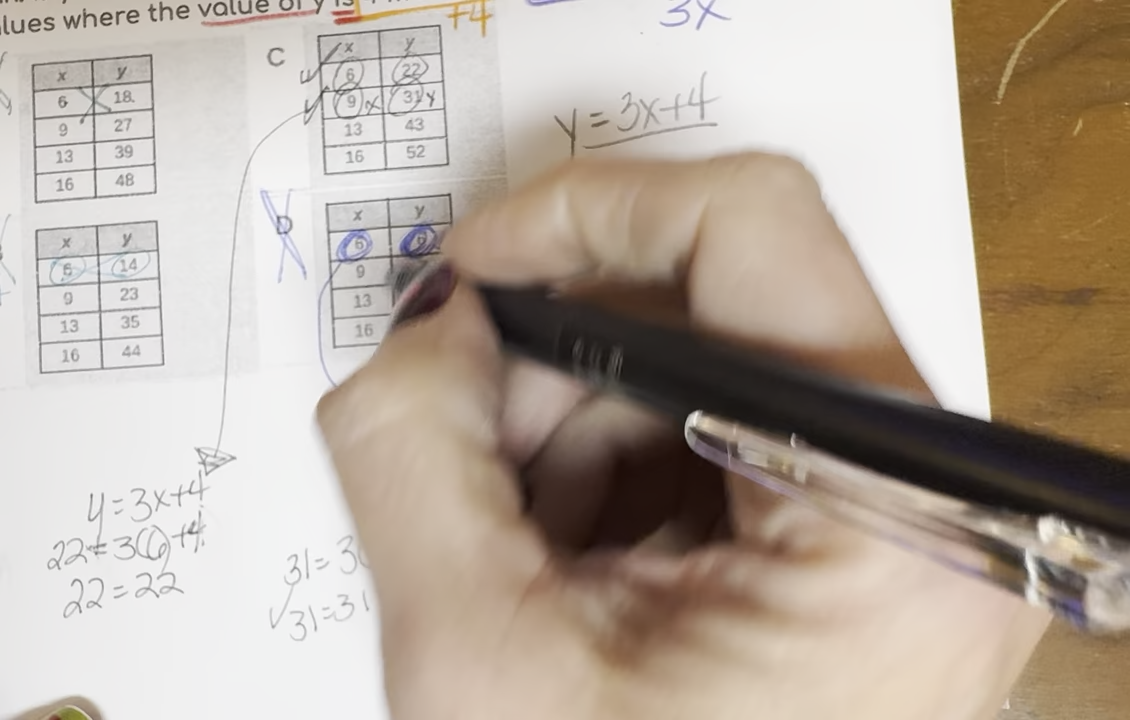 lues where the value of y is
+4
3x
x y
6 18.
9 27
13 39
16 48
C
x y
6 22
9 x 31 y
13 43
16 52
y = 3x+4
x y
14
9 23
13 35
16 44
D
x y
6
9
13
16
y = 3x+4
22 = 3(6)+4
22 = 22
31 = 3(
31 = 31